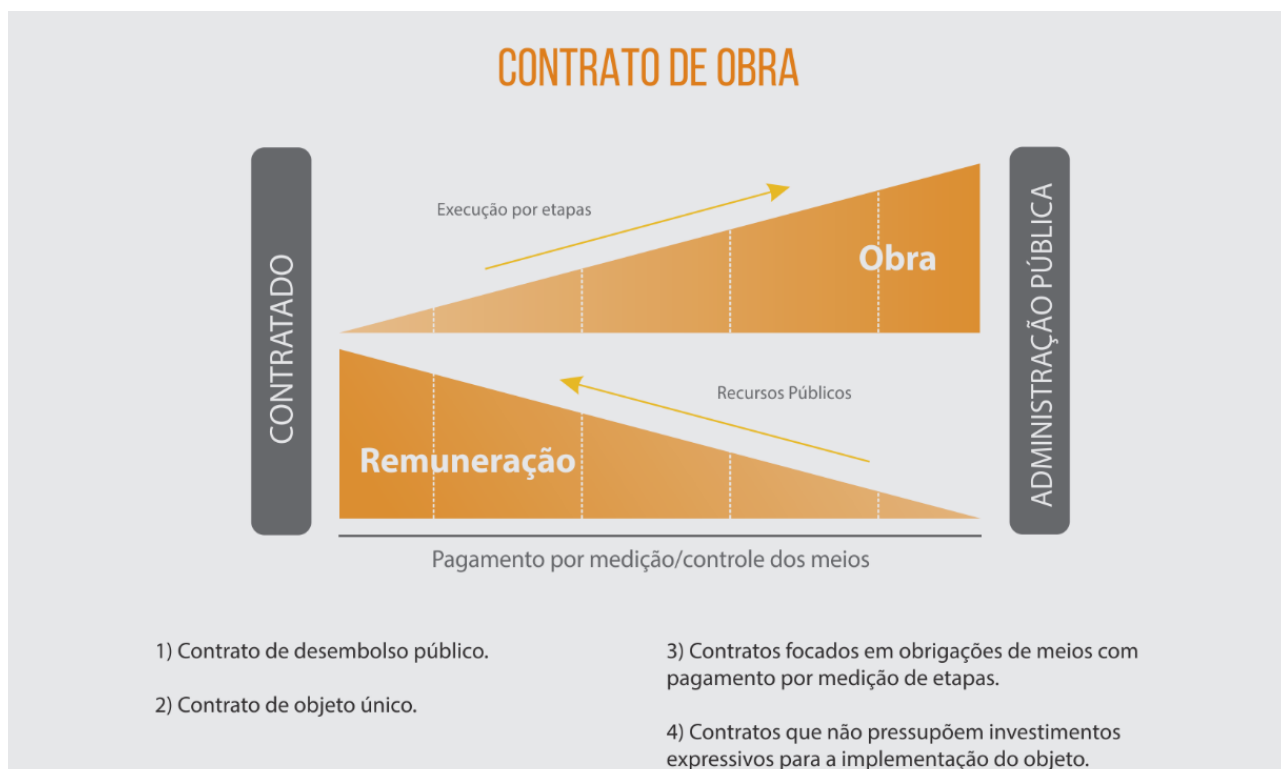 CONTRATO DE OBRA
CONTRATADO
Execução por etapas
Obra
Recursos Públicos
Remuneração
ADMINISTRAÇÃO PÚBLICA
Pagamento por medição/controle dos meios
1) Contrato de desembolso público.
2) Contrato de objeto único.
3) Contratos focados em obrigações de meios com
pagamento por medição de etapas.
4) Contratos que não pressupõem investimentos
expressivos para a implementação do objeto.